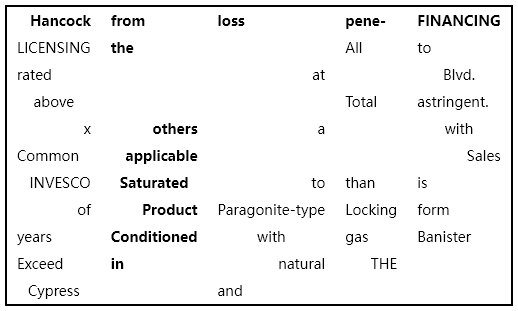 Hancock from loss pene- FINANCING
LICENSING the All to
rated at Blvd.
above Total astringent.
x others a with
Common applicable Sales
INVESCO Saturated to than is
of Product Paragonite-type Locking form
years Conditioned with gas Banister
Exceed in natural THE
Cypress and